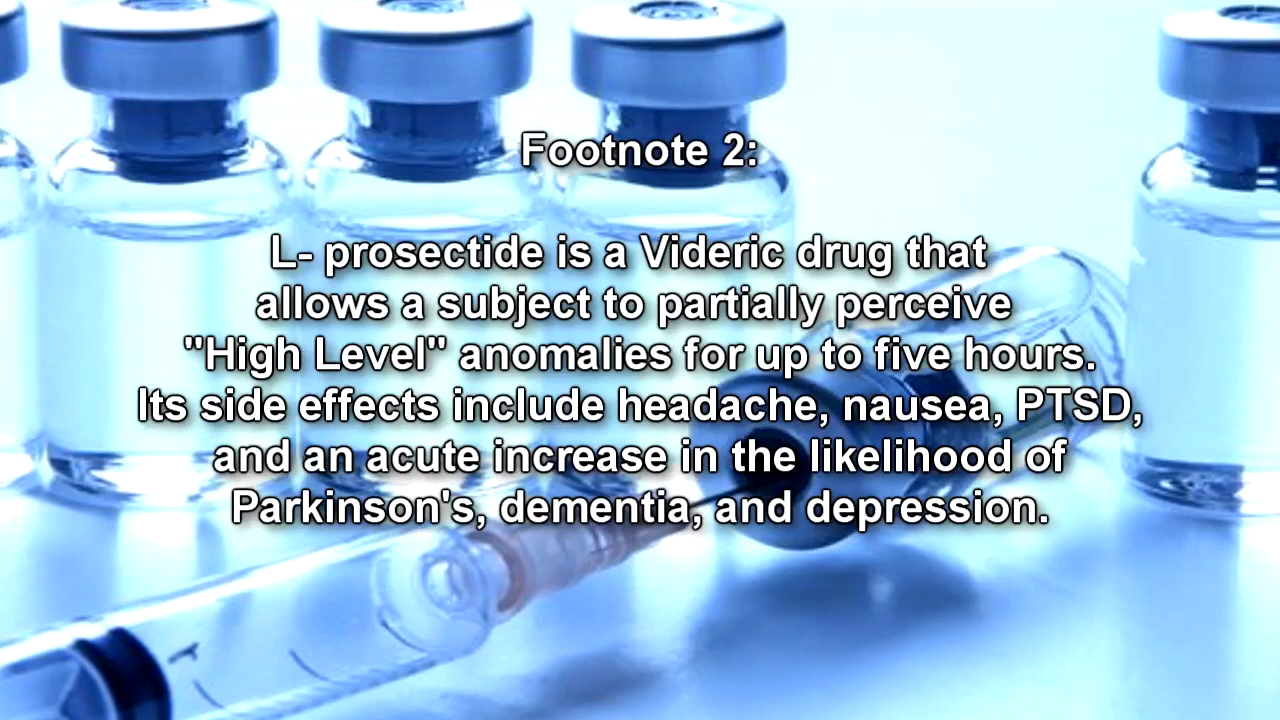 Footnote 2:
L- prosectide is a Videric drug that
allows a subject to partially perceive
"High Level" anomalies for up to five hours.
Its side effects include headache, nausea, PTSD,
and an acute increase in the likelihood of
Parkinson's, dementia, and depression.